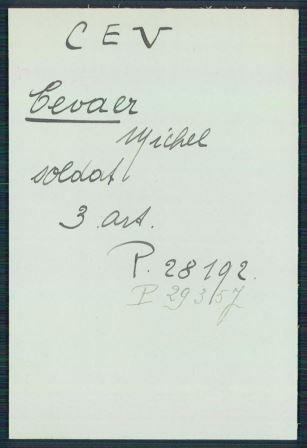 CEV
Cevaer
Michel
soldat
3 art.
P. 28192.
P 29357